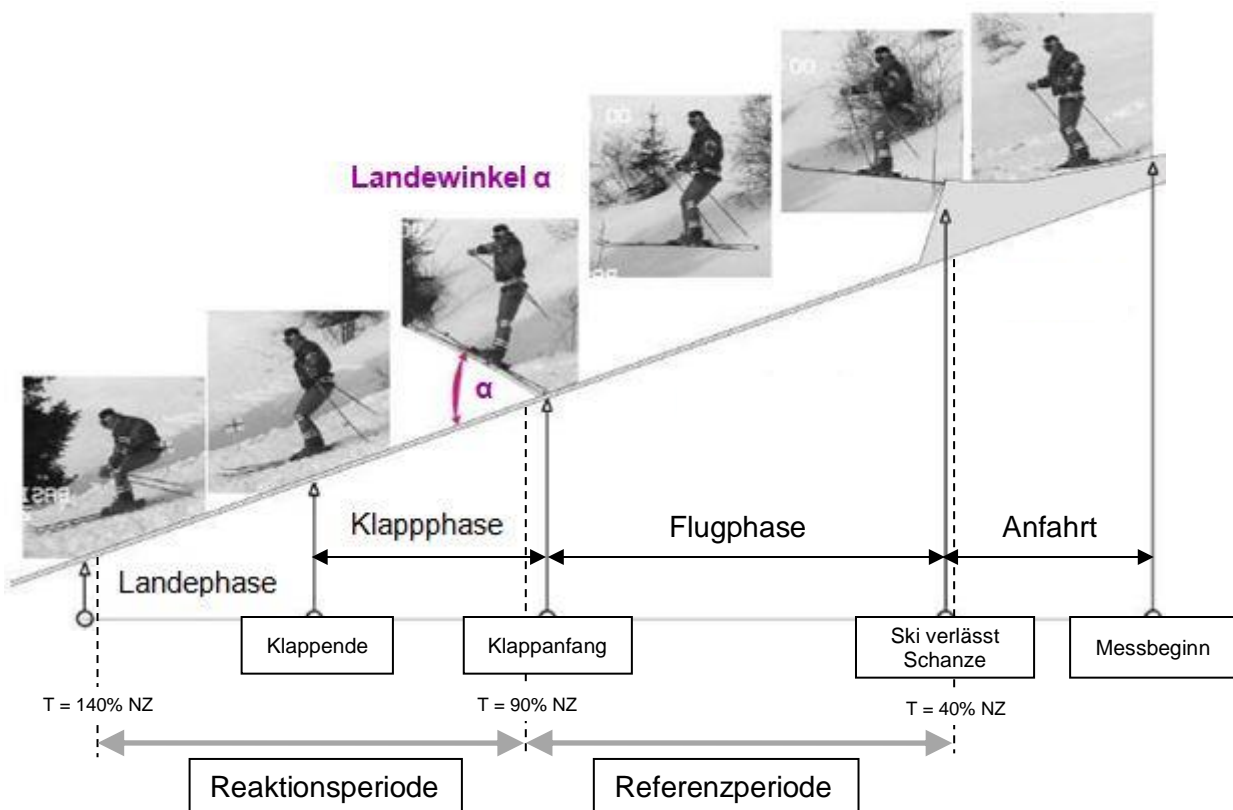 Landewinkel α
α
Klappphase
Flugphase
Anfahrt
Landephase
Klappende
Klappanfang
Ski verlässt
Schanze
Messbeginn
T = 140% NZ
T = 90% NZ
T = 40% NZ
Reaktionsperiode
Referenzperiode